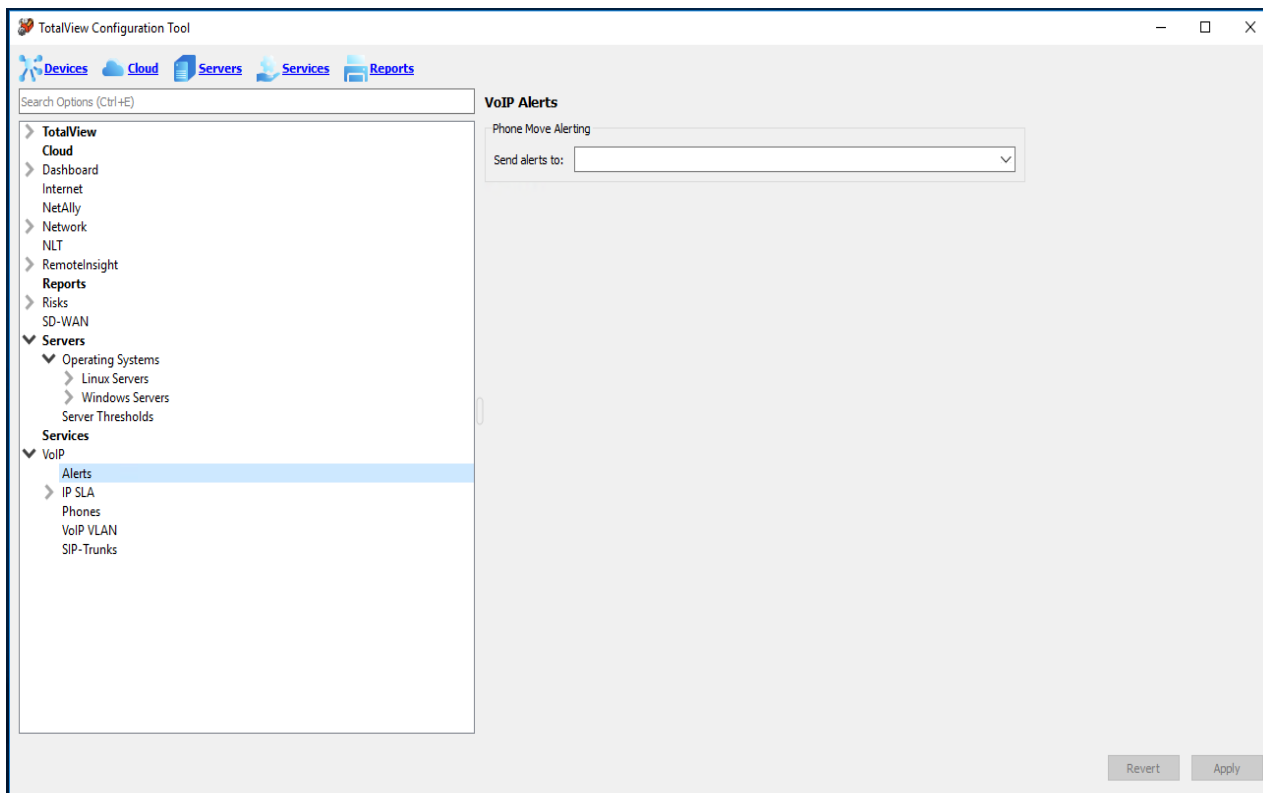 TotalView Configuration Tool
Devices Cloud Servers Services Reports
Search Options (Ctrl+E)
TotalView
Cloud
Dashboard
Internet
NetAlly
Network
NLT
RemoteInsight
Reports
Risks
SD-WAN
Servers
Operating Systems
Linux Servers
Windows Servers
Server Thresholds
Services
VoIP
Alerts
IP SLA
Phones
VoIP VLAN
SIP-Trunks
VoIP Alerts
Phone Move Alerting
Send alerts to:
Revert Apply